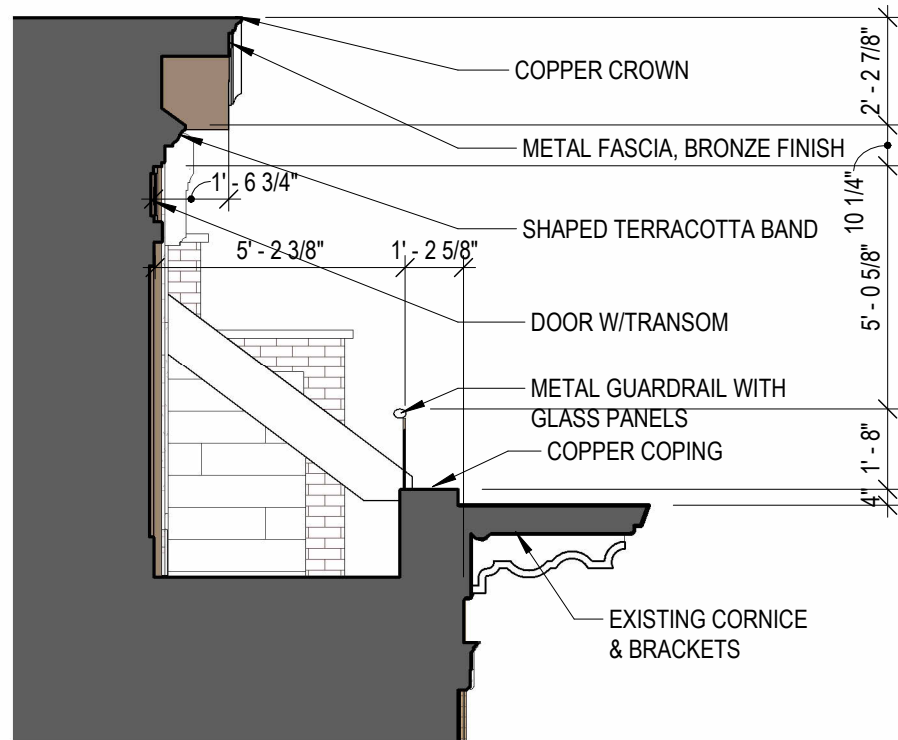 COPPER CROWN
2' - 2 7/8"
METAL FASCIA, BRONZE FINISH
10 1/4"
1' - 6 3/4"
SHAPED TERRACOTTA BAND
5' - 2 3/8"
1' - 2 5/8"
5' - 0 5/8"
DOOR W/TRANSOM
METAL GUARDRAIL WITH
GLASS PANELS
COPPER COPING
1' - 8"
4"
EXISTING CORNICE
& BRACKETS